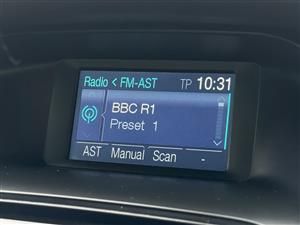 Radio < FM-AST TP 10:31
BBC R1
Preset 1
AST Manual Scan -